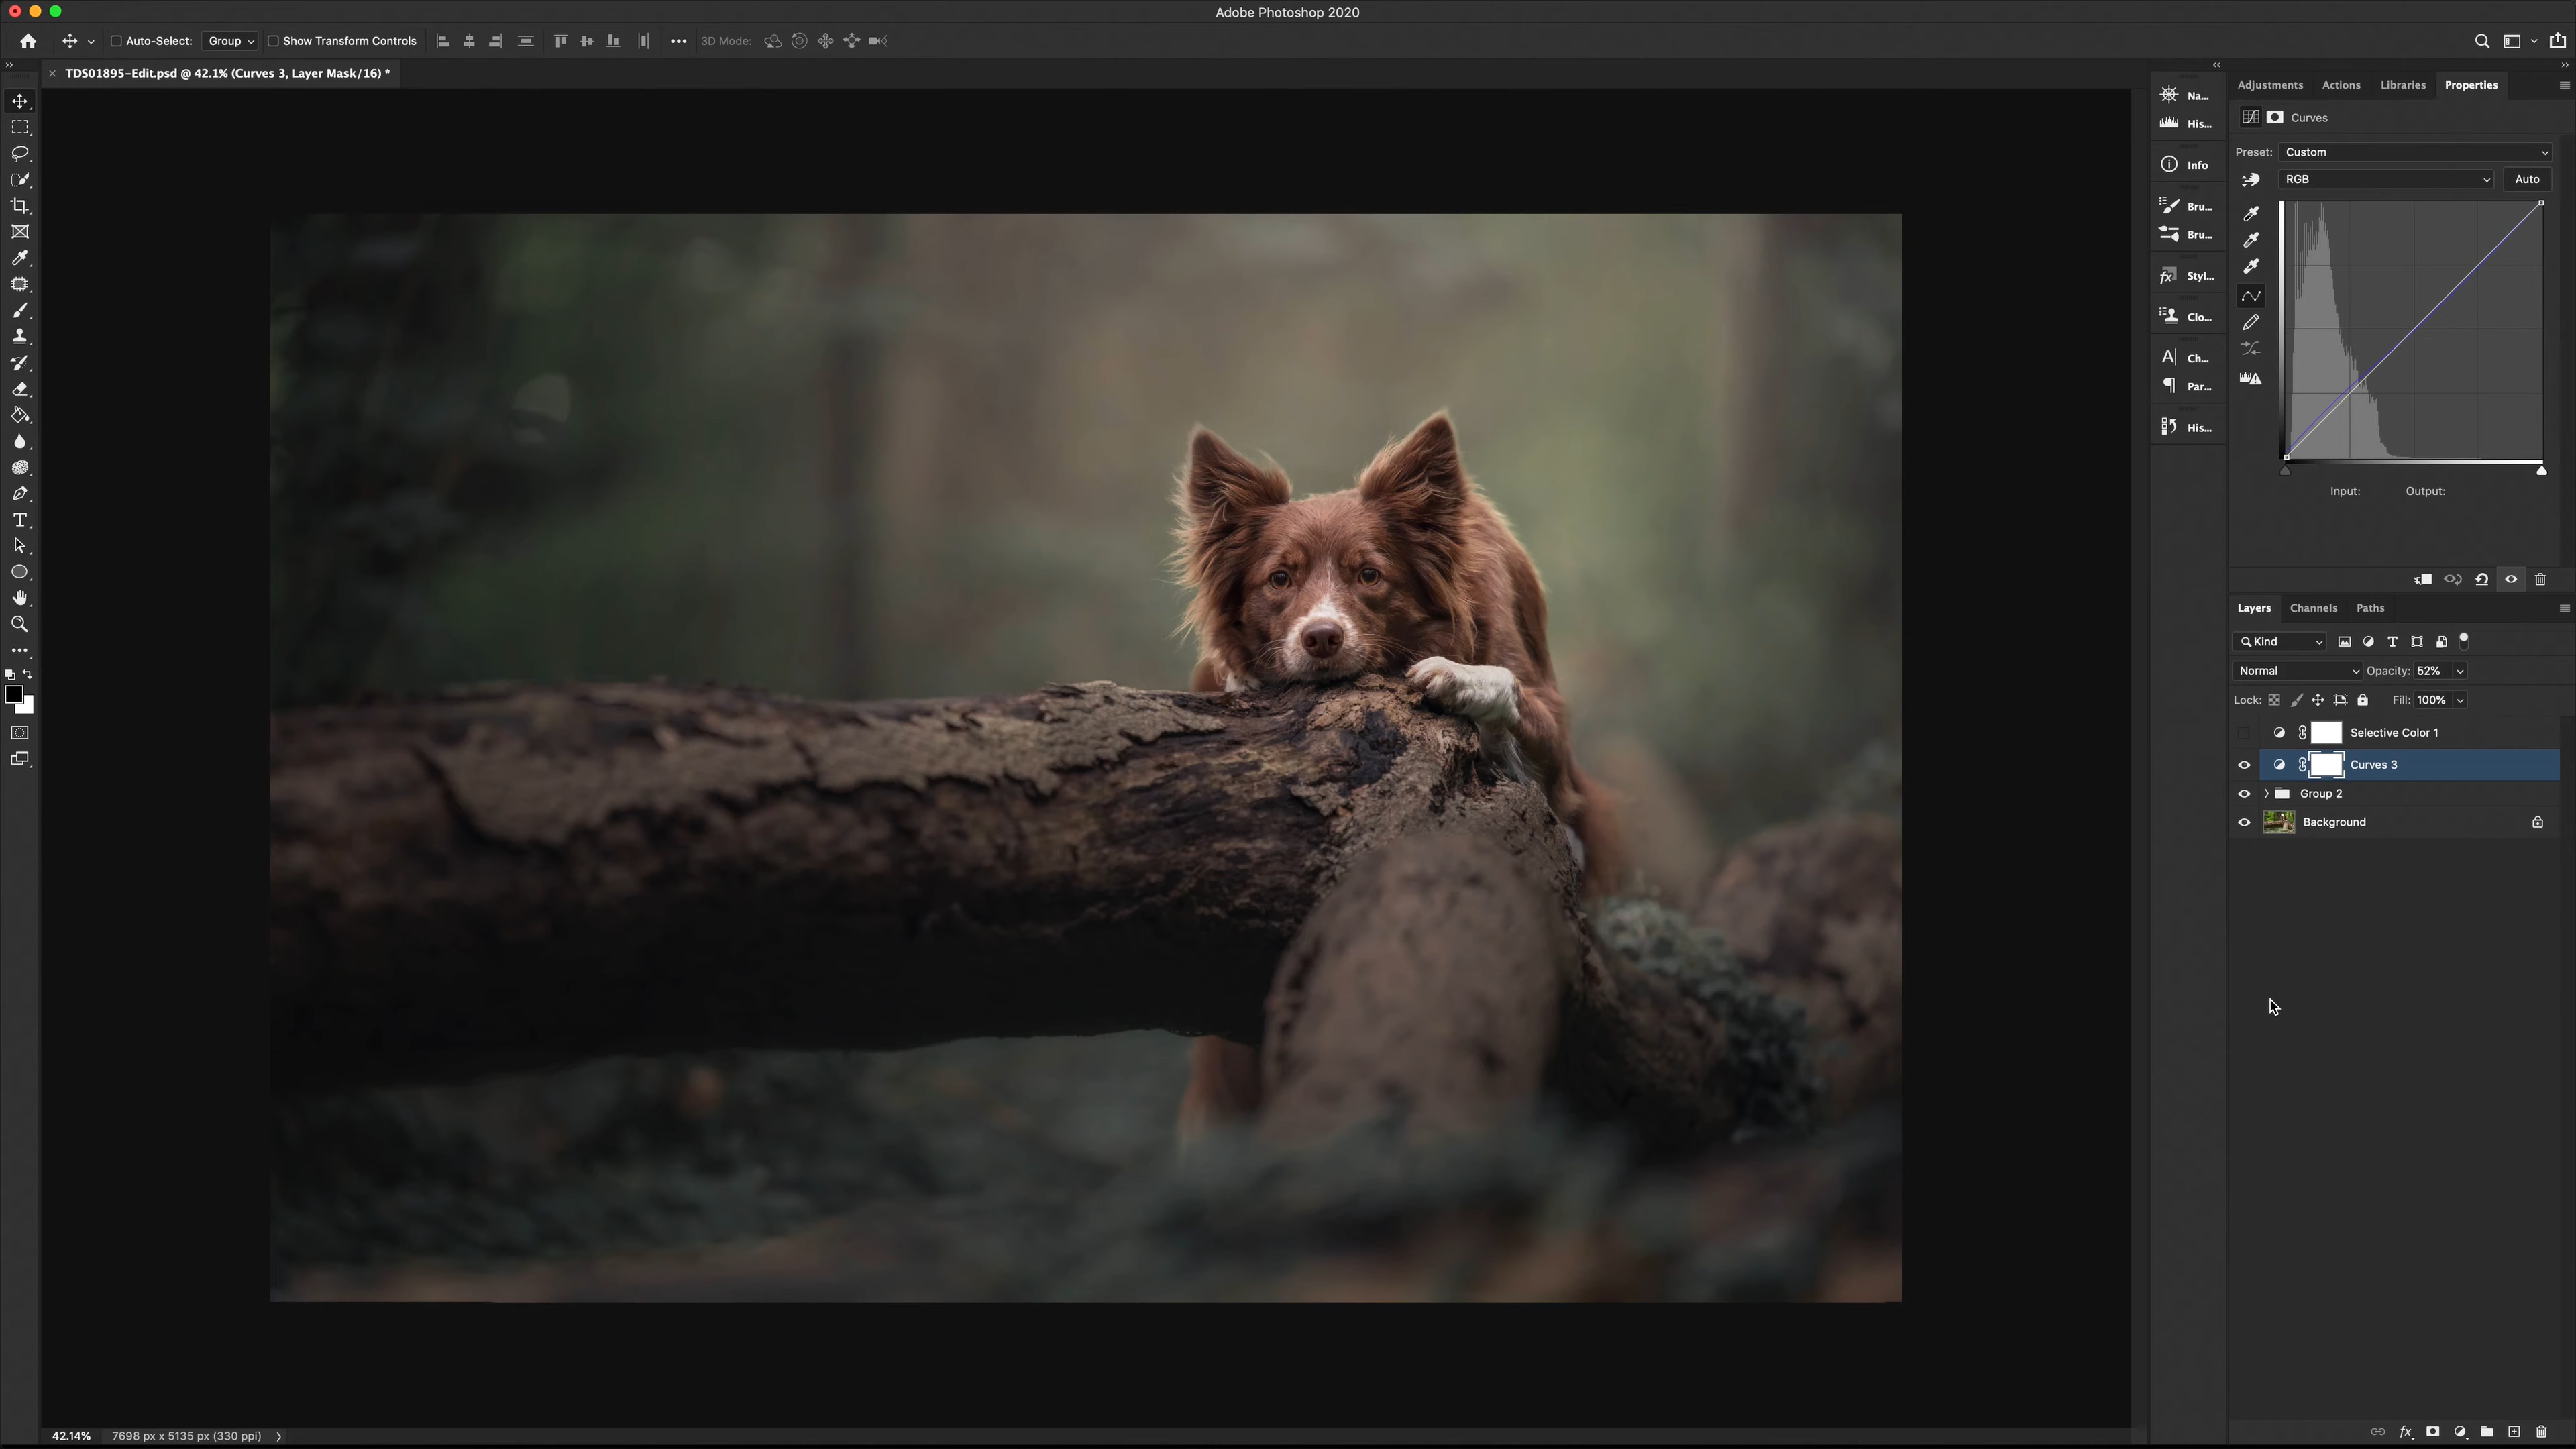 Adobe Photoshop 2020
Auto-Select: Group Show Transform Controls 3D Mode:
TDS01895-Edit.psd @ 42.1% (Curves 3, Layer Mask/16) *
Na...
His...
Info
Bru...
Bru...
Styl...
Clo...
Ch...
Par...
His...
Adjustments Actions Libraries Properties
Curves
Preset: Custom
RGB Auto
Input: Output:
Layers Channels Paths
Kind
Normal Opacity: 52%
Lock: Fill: 100%
Selective Color 1
Curves 3
Group 2
Background
42.14% 7698 px x 5135 px (330 ppi)